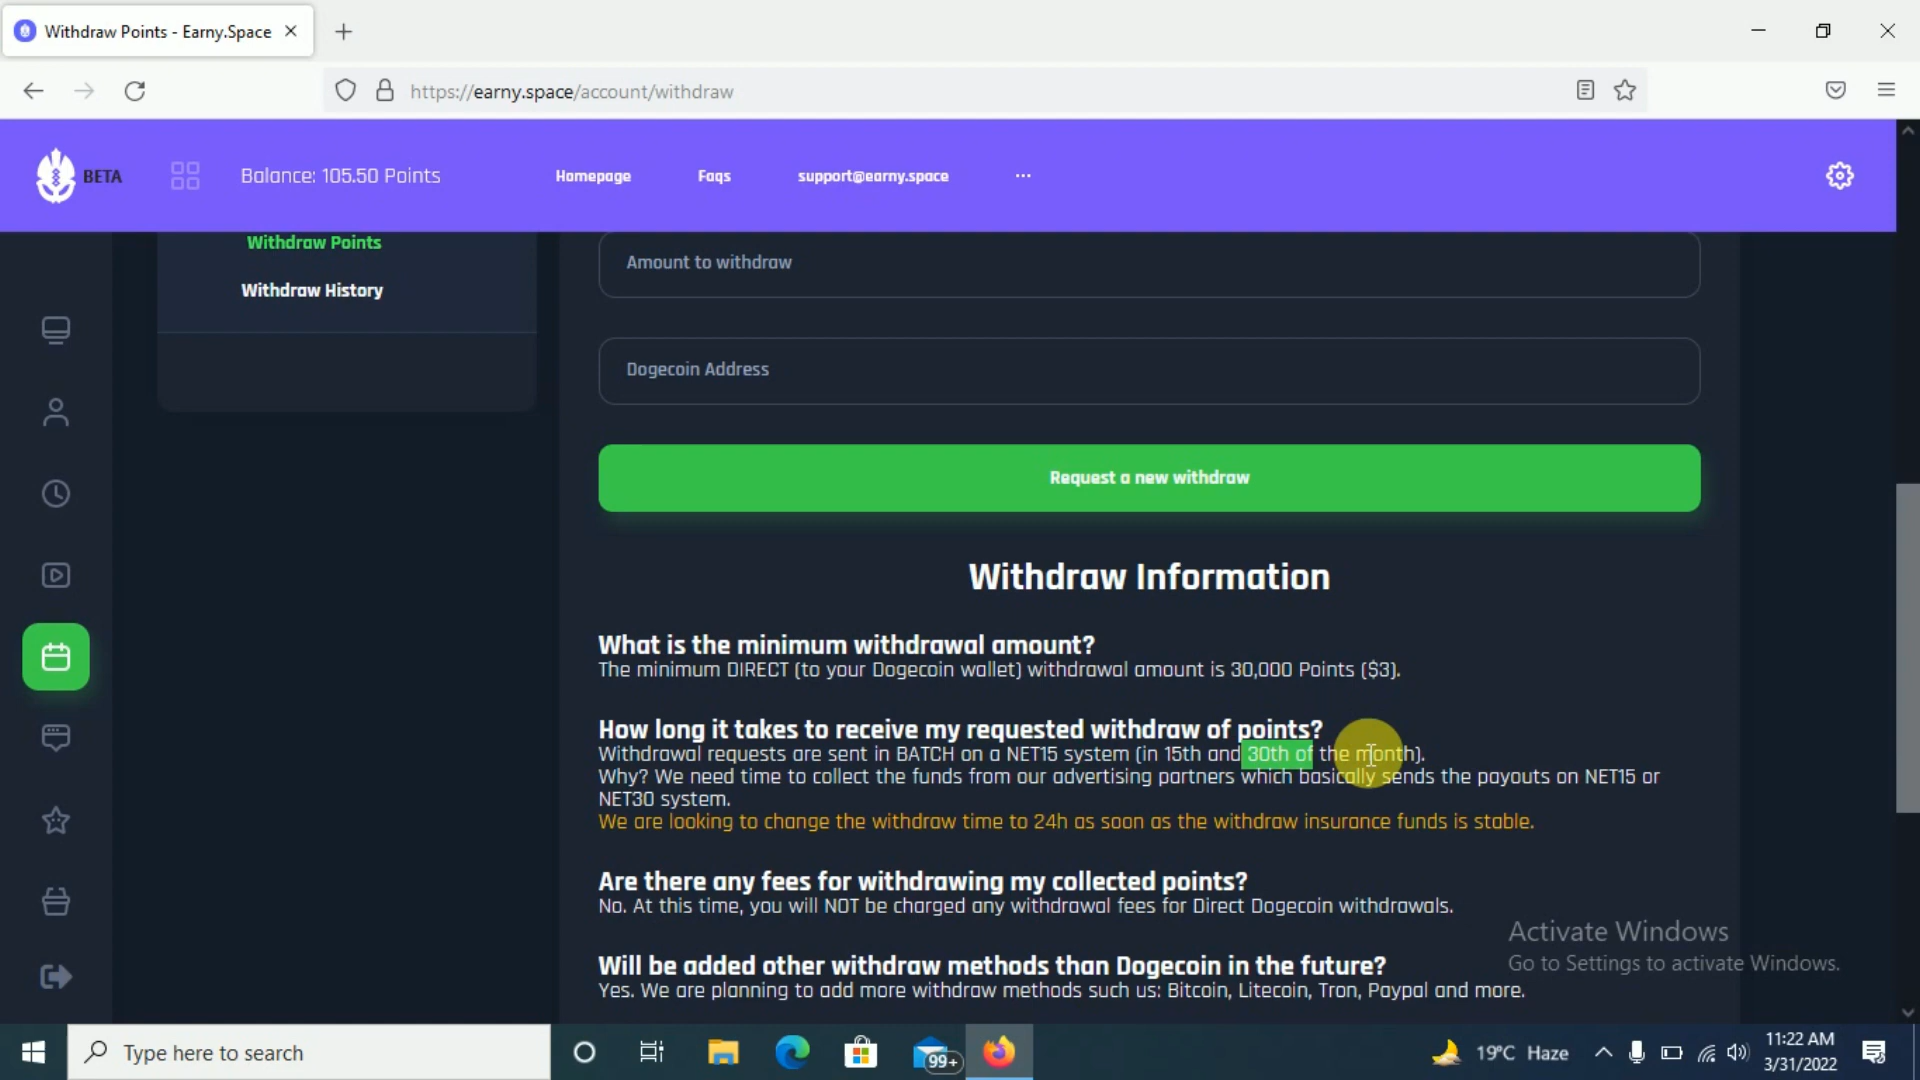 Withdraw Points - Earny.Space
https://earny.space/account/withdraw
BETA
Balance: 105.50 Points
Homepage
Faqs
support@earny.space
...
Withdraw Points
Withdraw History
Amount to withdraw
Dogecoin Address
Request a new withdraw
Withdraw Information
What is the minimum withdrawal amount?
The minimum DIRECT (to your Dogecoin wallet) withdrawal amount is 30,000 Points ($3).
How long it takes to receive my requested withdraw of points?
Withdrawal requests are sent in BATCH on a NET15 system (in 15th and 30th of the month).
Why? We need time to collect the funds from our advertising partners which basically sends the payouts on NET15 or
NET30 system.
We are looking to change the withdraw time to 24h as soon as the withdraw insurance funds is stable.
Are there any fees for withdrawing my collected points?
No. At this time, you will NOT be charged any withdrawal fees for Direct Dogecoin withdrawals.
Will be added other withdraw methods than Dogecoin in the future?
Yes. We are planning to add more withdraw methods such us: Bitcoin, Litecoin, Tron, Paypal and more.
Activate Windows
Go to Settings to activate Windows.
Type here to search
99+
19°C Haze
11:22 AM
3/31/2022